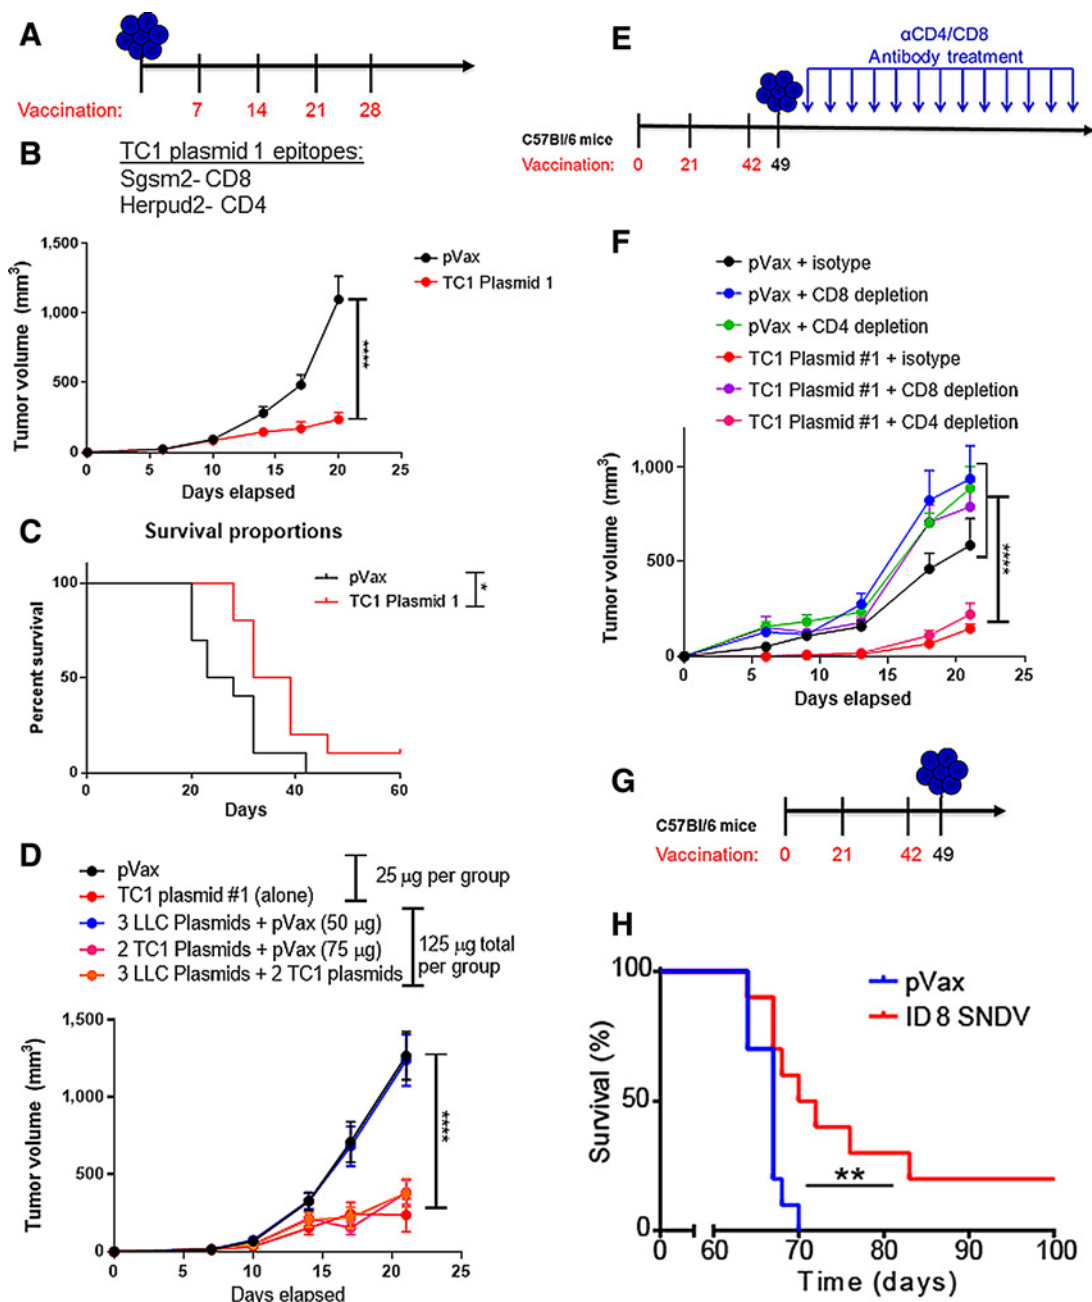 A
Vaccination: 7 14 21 28
B
TC1 plasmid 1 epitopes:
Sgsm2- CD8
Herpud2- CD4
Tumor volume (mm³)
1,500
1,000
500
0
0 5 10 15 20 25
Days elapsed
pVax
TC1 Plasmid 1
****
C
Survival proportions
Percent survival
100
50
0
0 20 40 60
Days
pVax
TC1 Plasmid 1
*
D
pVax
TC1 plasmid #1 (alone)
3 LLC Plasmids + pVax (50 µg)
2 TC1 Plasmids + pVax (75 µg)
3 LLC Plasmids + 2 TC1 plasmids
25 µg per group
125 µg total
per group
Tumor volume (mm³)
1,500
1,000
500
0
0 5 10 15 20 25
Days elapsed
****
E
αCD4/CD8
Antibody treatment
C57Bl/6 mice
Vaccination: 0 21 42 49
F
pVax + isotype
pVax + CD8 depletion
pVax + CD4 depletion
TC1 Plasmid #1 + isotype
TC1 Plasmid #1 + CD8 depletion
TC1 Plasmid #1 + CD4 depletion
Tumor volume (mm³)
1,000
500
0
0 5 10 15 20 25
Days elapsed
****
G
C57Bl/6 mice
Vaccination: 0 21 42 49
H
Survival (%)
100
50
0
0 60 70 80 90 100
Time (days)
pVax
ID8 SNDV
**